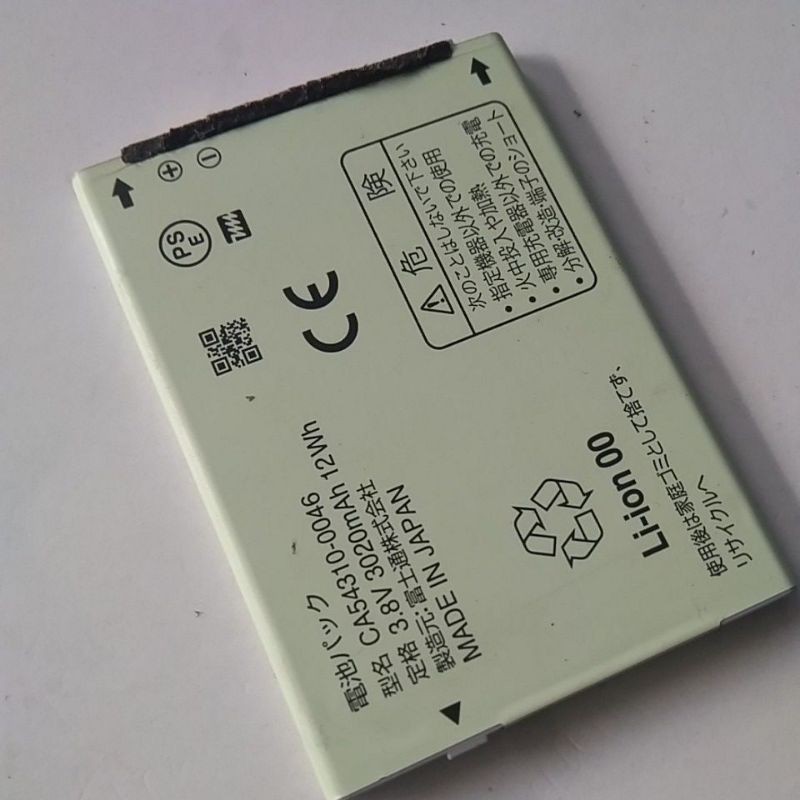 電池パック
型名 CA54310-0046
定格 3.8V 3020mAh 12Wh
製造元:富士通株式会社
MADE IN JAPAN
Li-ion 00
使用後は家庭ゴミとして捨てず、
リサイクルへ
PS
E
CE
危険
次のことはしないで下さい
・指定機器以外での使用
・火中投入や加熱
・専用充電器以外での充電
・分解・改造・端子のショート
+
−